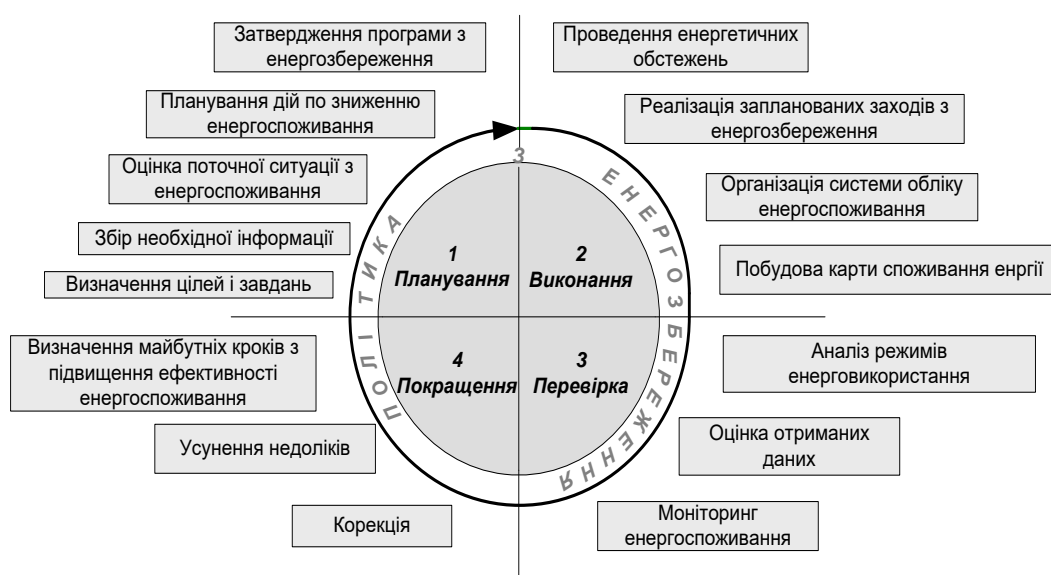 Затвердження програми з
енергозбереження
Планування дій по зниженню
енергоспоживання
Оцінка поточної ситуації з
енергоспоживання
Збір необхідної інформації
Визначення цілей і завдань
Проведення енергетичних
обстежень
Реалізація запланованих заходів з
енергозбереження
Організація системи обліку
енергоспоживання
Побудова карти споживання енргії
ПОЛІТИКА З ЕНЕРГОЗБЕРЕЖЕННЯ
1
Планування
2
Виконання
4
Покращення
3
Перевірка
Визначення майбутніх кроків з
підвищення ефективності
енергоспоживання
Усунення недоліків
Корекція
Аналіз режимів
енерговикористання
Оцінка отриманих
даних
Моніторинг
енергоспоживання